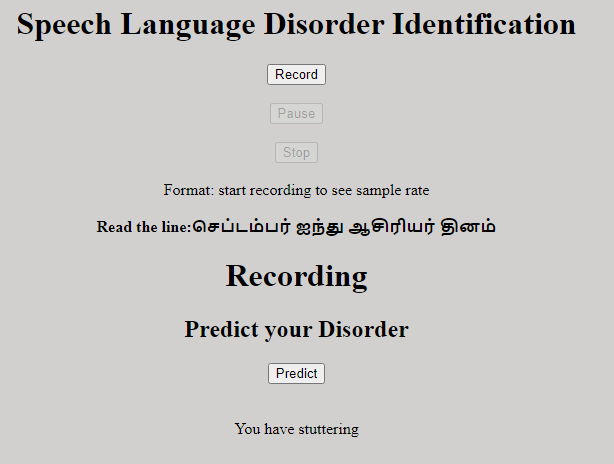 Speech Language Disorder Identification
Record
Pause
Stop
Format: start recording to see sample rate
Read the line:செப்டம்பர் ஐந்து ஆசிரியர் தினம்
Recording
Predict your Disorder
Predict
You have stuttering